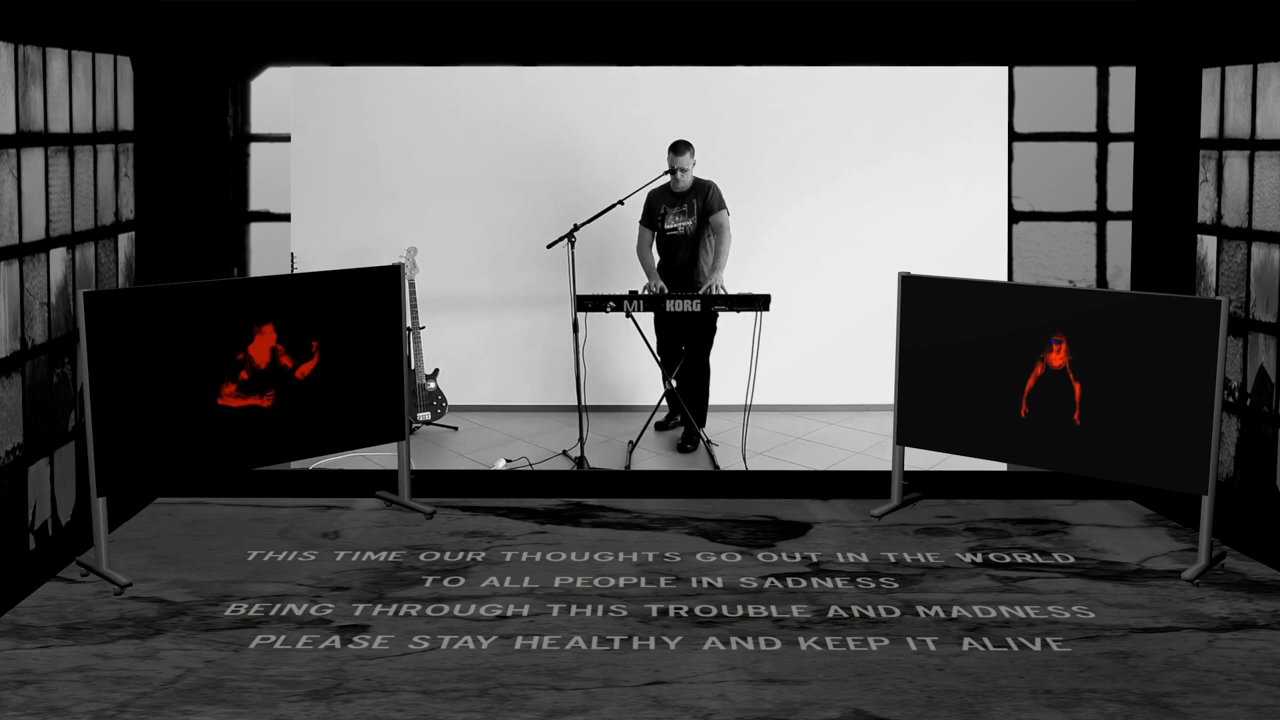 M1 KORG
THIS TIME OUR THOUGHTS GO OUT IN THE WORLD
TO ALL PEOPLE IN SADNESS
BEING THROUGH THIS TROUBLE AND MADNESS
PLEASE STAY HEALTHY AND KEEP IT ALIVE